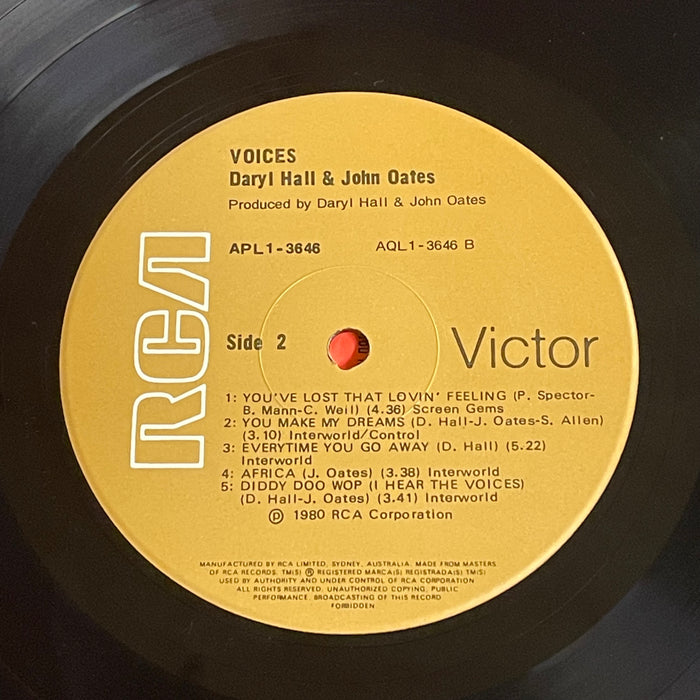 VOICES
Daryl Hall & John Oates
Produced by Daryl Hall & John Oates
APL1-3646 AQL1-3646 B
RCA
Side 2
Victor
1: YOU'VE LOST THAT LOVIN' FEELING (P. Spector-
B. Mann-C. Weil) (4.36) Screen Gems
2: YOU MAKE MY DREAMS (D. Hall-J. Oates-S. Allen)
(3.10) Interworld/Control
3: EVERYTIME YOU GO AWAY (D. Hall) (5.22)
Interworld
4: AFRICA (J. Oates) (3.38) Interworld
5: DIDDY DOO WOP (I HEAR THE VOICES)
(D. Hall-J. Oates) (3.41) Interworld
℗ 1980 RCA Corporation
MANUFACTURED BY RCA LIMITED, SYDNEY, AUSTRALIA. MADE FROM MASTERS
OF RCA RECORDS. TM(S) ® REGISTERED MARCA(S) REGISTRADA(S) TM(S)
USED BY AUTHORITY AND UNDER CONTROL OF RCA CORPORATION
ALL RIGHTS RESERVED. UNAUTHORIZED COPYING, PUBLIC
PERFORMANCE, BROADCASTING OF THIS RECORD
FORBIDDEN